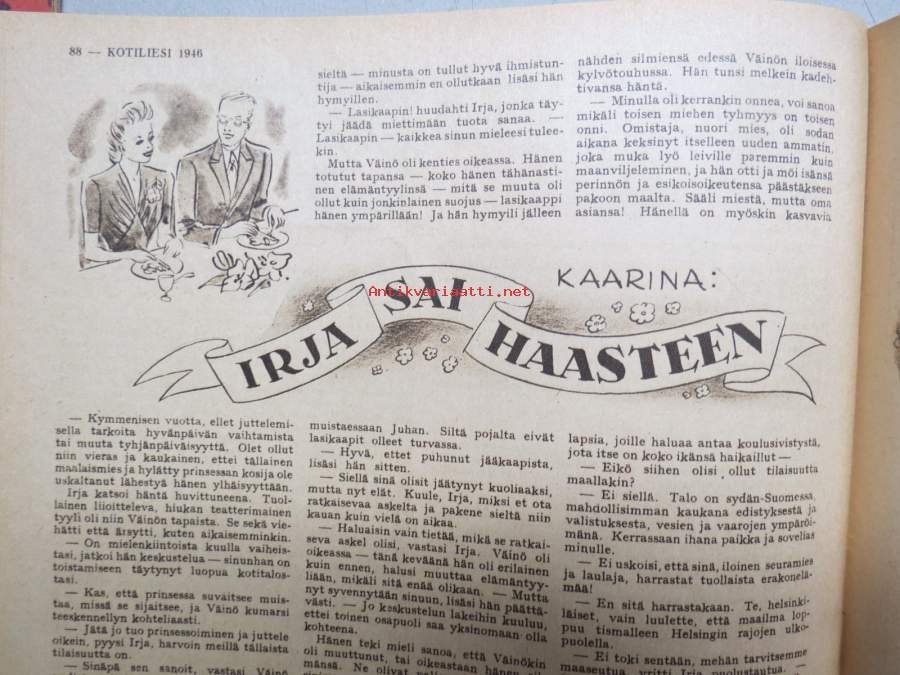 88 — KOTILIESI 1946
sieltä — minusta on tullut hyvä ihmistun-
tija — aikaisemmin en ollutkaan lisäsi hän
hymyillen.
— Lasikaapin! huudahti Irja, jonka täy-
tyi jäädä miettimään tuota sanaa. —
Lasikaapin — kaikkea sinun mieleesi tulee-
kin.
Mutta Väinö oli kenties oikeassa. Hänen
totutut tapansa — koko hänen tähänasti-
nen elämäntyylinsä — mitä se muuta oli
ollut kuin jonkinlainen suojus — lasikaappi
hänen ympärillään! Ja hän hymyili jälleen
nähden silmiensä edessä Väinön iloisessa
kylvötouhussa. Hän tunsi melkein kadeh-
tivansa häntä.
— Minulla oli kerrankin onnea, voi sanoa
mikäli toisen miehen tyhmyys on toisen
onni. Omistaja, nuori mies, oli sodan
aikana keksinyt itselleen uuden ammatin,
joka muka lyö leiville paremmin kuin
maanviljeleminen, ja hän otti ja möi isänsä
perinnön ja esikoisoikeutensa päästäkseen
pakoon maalta. Sääli miestä, mutta oma
asiansa! Hänellä on myöskin kasvavia
Antikvariaatti.net
KAARINA:
IRJA SAI HAASTEEN
— Kymmenisen vuotta, ellet juttelemi-
sella tarkoita hyvänpäivän vaihtamista
tai muuta tyhjänpäiväisyyttä. Olet ollut
niin vieras ja kaukainen, ettei tällainen
maalaismies ja hylätty prinsessan kosija ole
uskaltanut lähestyä hänen ylhäisyyttään.
Irja katsoi häntä huvittuneena. Tuol-
lainen liioitteleva, hiukan teatterimainen
tyyli oli niin Väinön tapaista. Se sekä vie-
hätti että ärsytti, kuten aikaisemminkin.
— On mielenkiintoista kuulla vaiheis-
tasi, jatkoi hän keskustelua — sinunhan on
toistamiseen täytynyt luopua kotitalos-
tasi.
— Kas, että prinsessa suvaitsee muis-
taa, missä se sijaitsee, ja Väinö kumarsi
teeskennellyn kohteliaasti.
— Jätä jo tuo prinsessoiminen ja juttele
oikein, pyysi Irja, harvoin meillä tällaista
tilaisuutta on.
— Sinäpä sen sanoit, vastasi Väinö
muistaessaan Juhan. Siltä pojalta eivät
lasikaapit olleet turvassa.
— Hyvä, ettet puhunut jääkaapista,
lisäsi hän sitten.
— Siellä sinä olisit jäätynyt kuoliaaksi,
mutta nyt elät. Kuule, Irja, miksi et ota
ratkaisevaa askelta ja pakene sieltä niin
kauan kuin vielä on aikaa.
— Haluaisin vain tietää, mikä se ratkai-
seva askel olisi, vastasi Irja. Väinö oli
oikeassa — tänä keväänä hän oli erilainen
kuin ennen, halusi muuttaa elämäntyy-
liään, mikäli sitä enää olikaan. — Mutta
nyt syvennytään sinuun, lisäsi hän päättä-
västi. — Jo keskustelun lakeihin kuuluu,
ettei toinen osapuoli saa yksinomaan olla
kohteena.
Hänen teki mieli sanoa, että Väinökin
oli muuttunut, tai oikeastaan hänen
mänsä. Ne olivat
lapsia, joille haluaa antaa koulusivistystä,
jota itse on koko ikänsä haikaillut —
— Eikö siihen olisi ollut tilaisuutta
maallakin?
— Ei siellä. Talo on sydän-Suomessa,
mahdollisimman kaukana edistyksestä ja
valistuksesta, vesien ja vaarojen ympäröi-
mänä. Kerrassaan ihana paikka ja sovelias
minulle.
— Ei uskoisi, että sinä, iloinen seuramies
ja laulaja, harrastat tuollaista erakonelä-
mää!
— En sitä harrastakaan. Te, helsinki-
läiset, vain luulette, että maailma lop-
puu tismalleen Helsingin rajojen ulko-
puolella.
— Ei toki sentään, mehän tarvitsemme
maaseutua, yritti Irja puolustautua. —